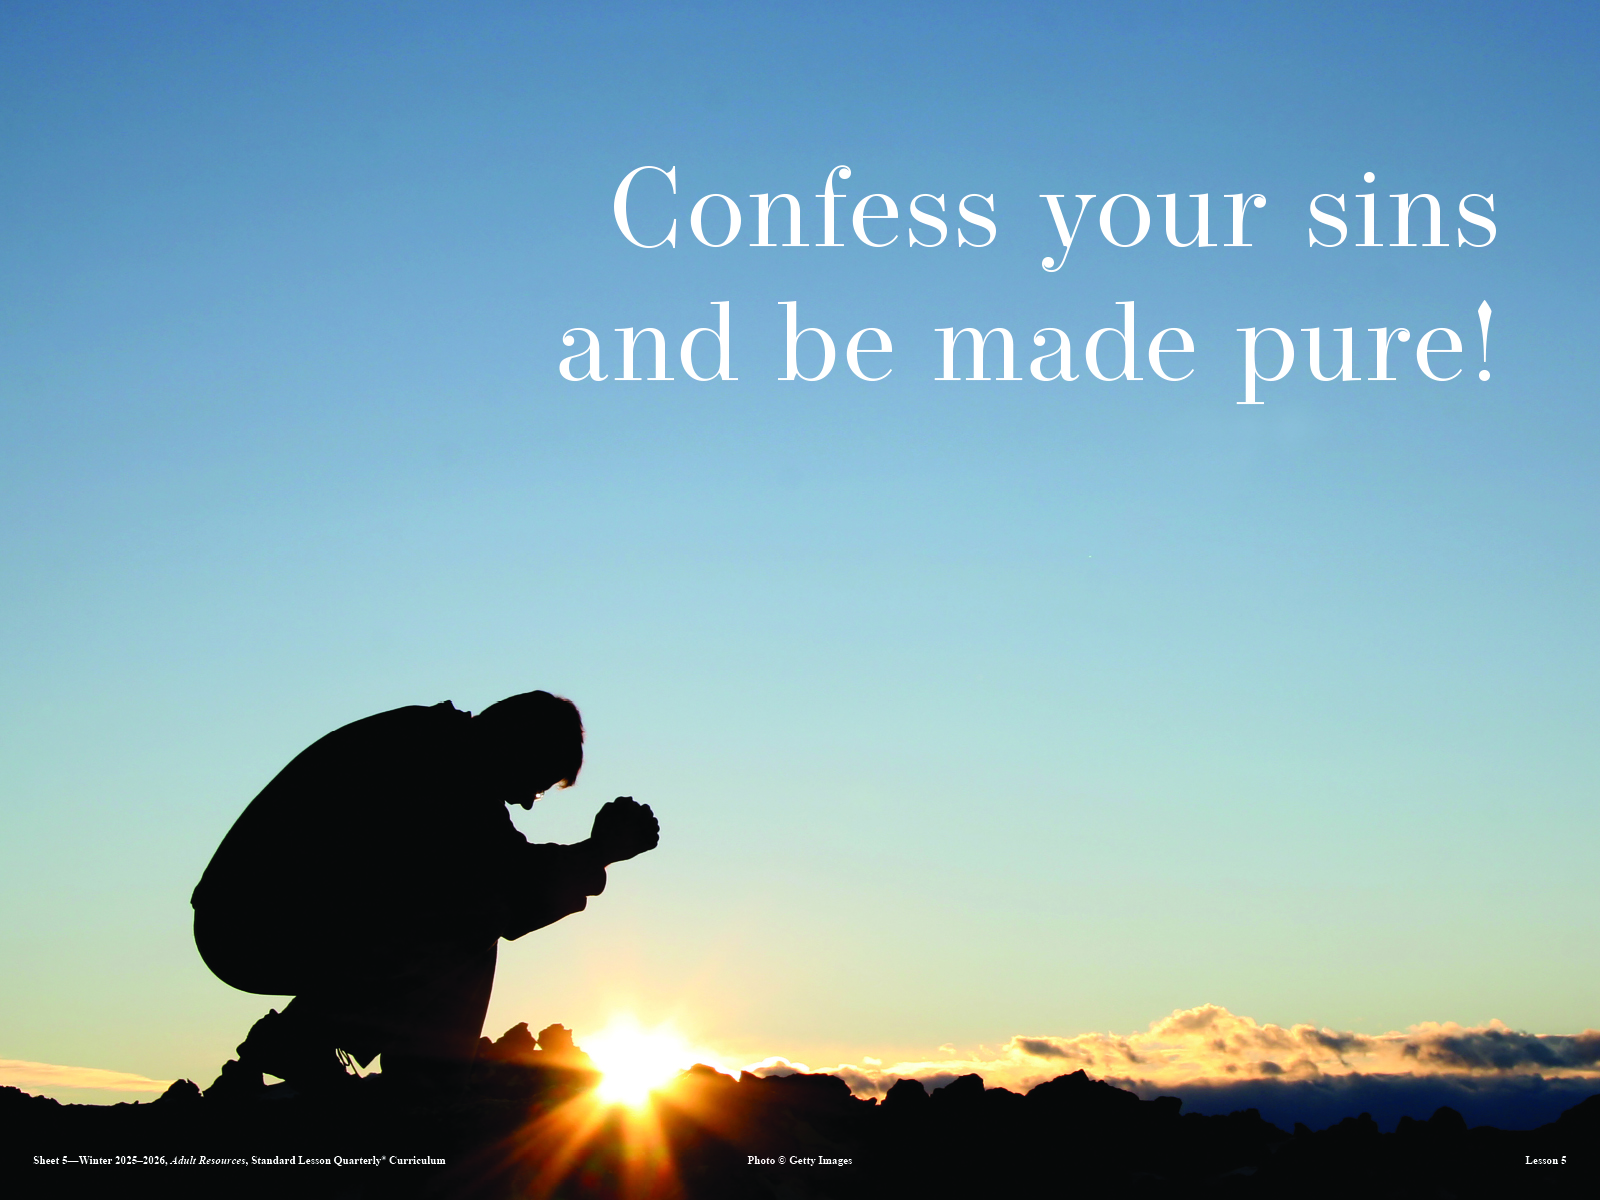 Confess your sins
and be made pure!
Sheet 5—Winter 2025–2026, Adult Resources, Standard Lesson Quarterly® Curriculum
Photo © Getty Images
Lesson 5